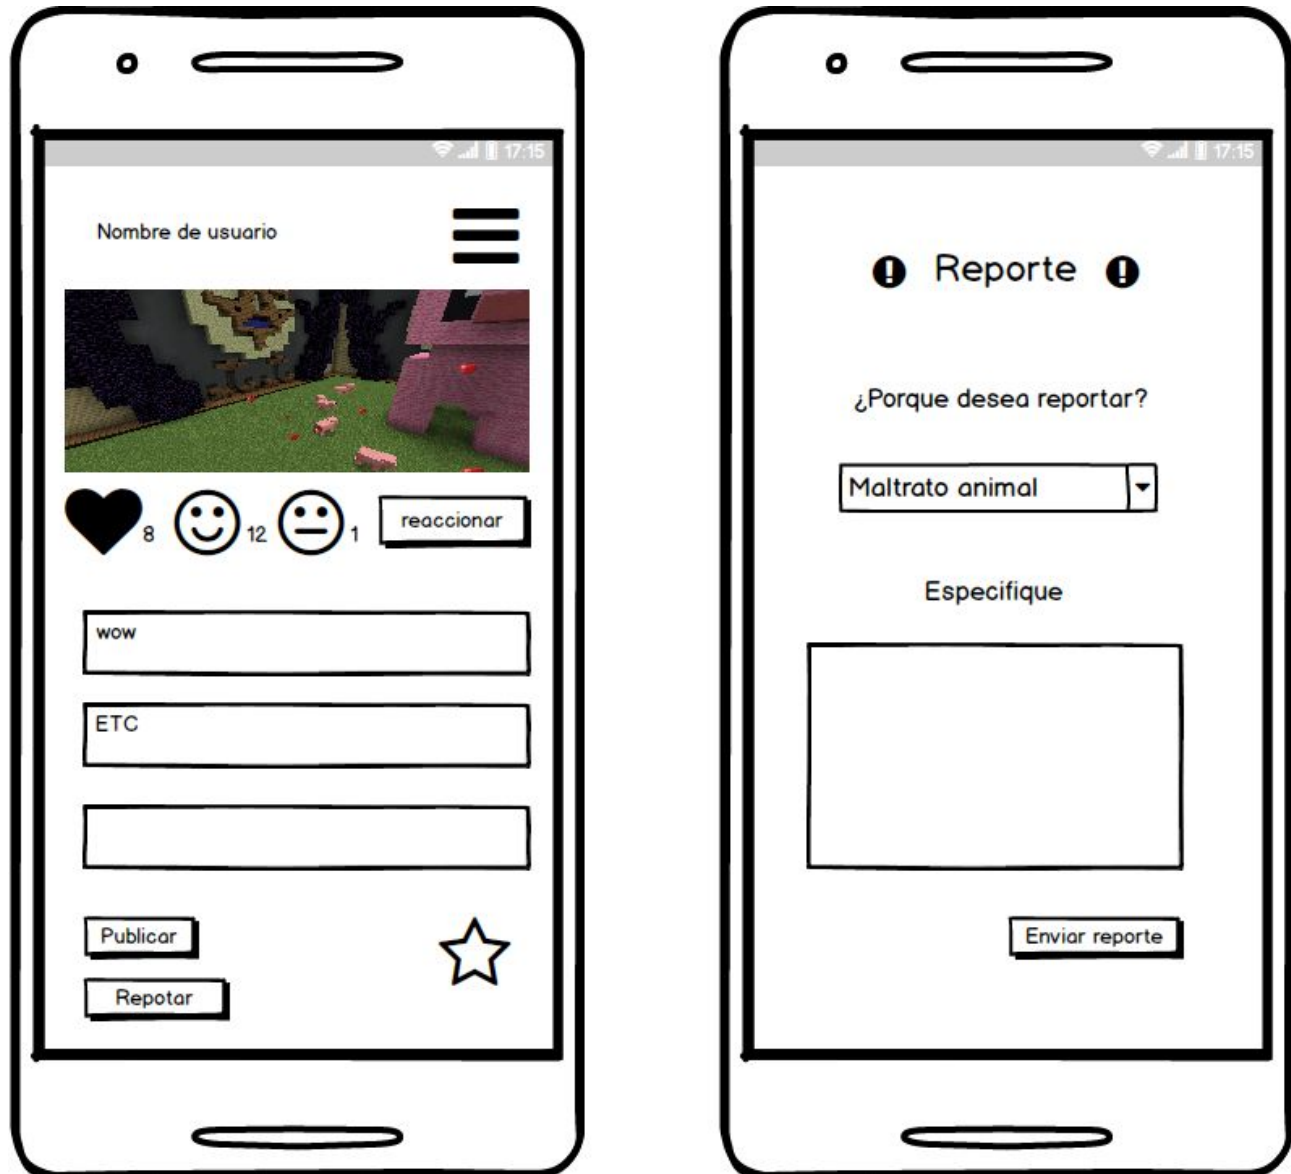 17:15
Nombre de usuario
8
12
1
reaccionar
wow
ETC
Publicar
Repotar
17:15
Reporte
¿Porque desea reportar?
Maltrato animal
Especifique
Enviar reporte